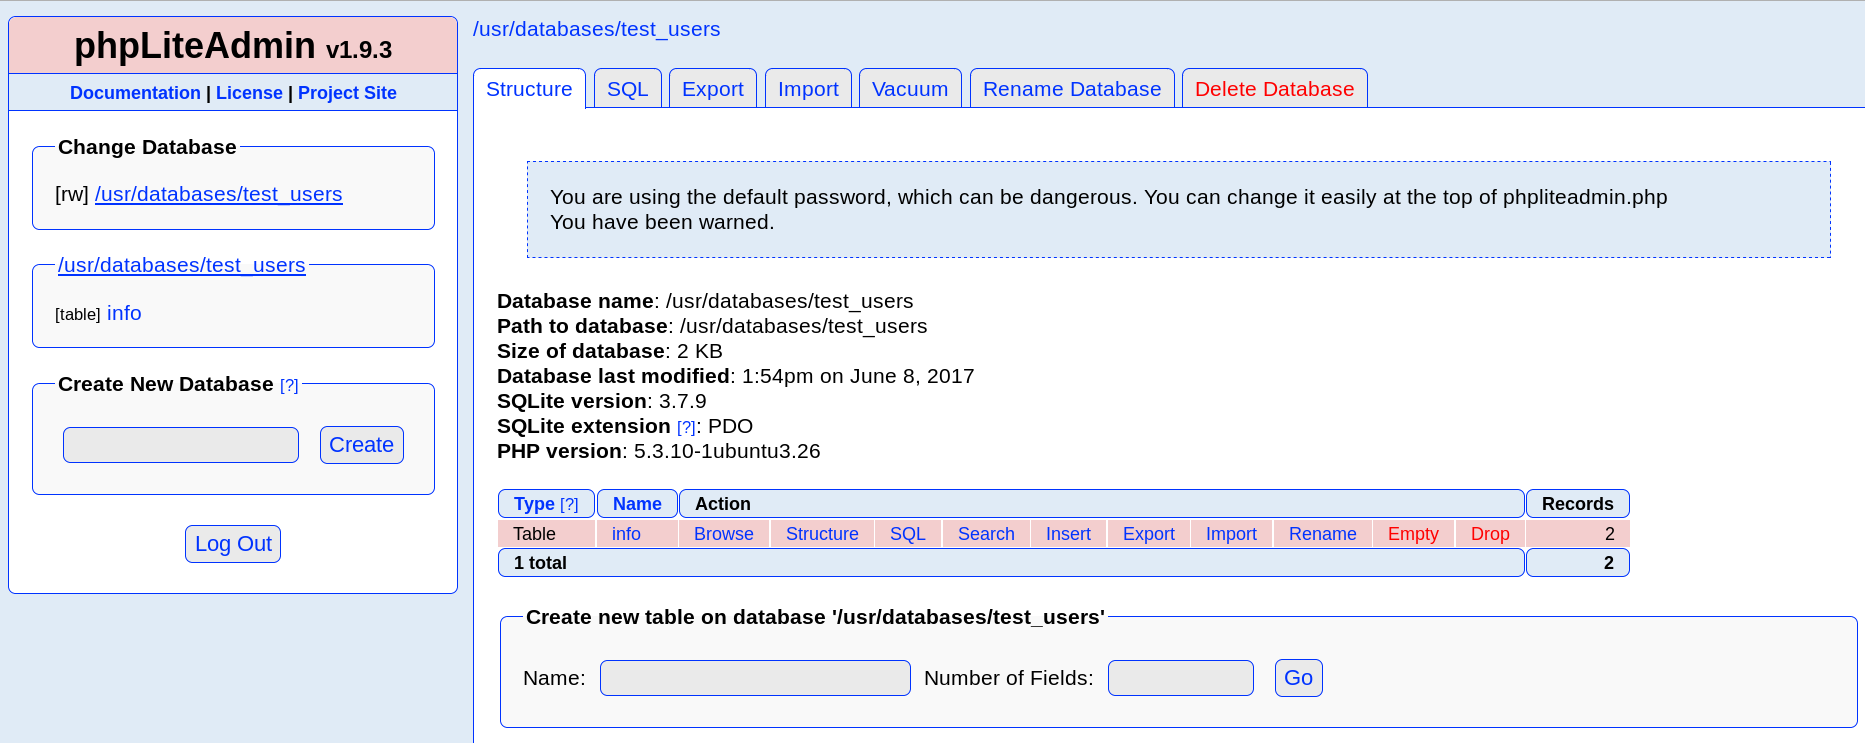 phpLiteAdmin v1.9.3
Documentation | License | Project Site
Change Database
[rw] /usr/databases/test_users
/usr/databases/test_users
[table] info
Create New Database [?]
Create
Log Out
/usr/databases/test_users
Structure SQL Export Import Vacuum Rename Database Delete Database
You are using the default password, which can be dangerous. You can change it easily at the top of phpliteadmin.php
You have been warned.
Database name: /usr/databases/test_users
Path to database: /usr/databases/test_users
Size of database: 2 KB
Database last modified: 1:54pm on June 8, 2017
SQLite version: 3.7.9
SQLite extension [?]: PDO
PHP version: 5.3.10-1ubuntu3.26
Type [?] Name Action Records
Table info Browse Structure SQL Search Insert Export Import Rename Empty Drop 2
1 total 2
Create new table on database '/usr/databases/test_users'
Name: Number of Fields: Go